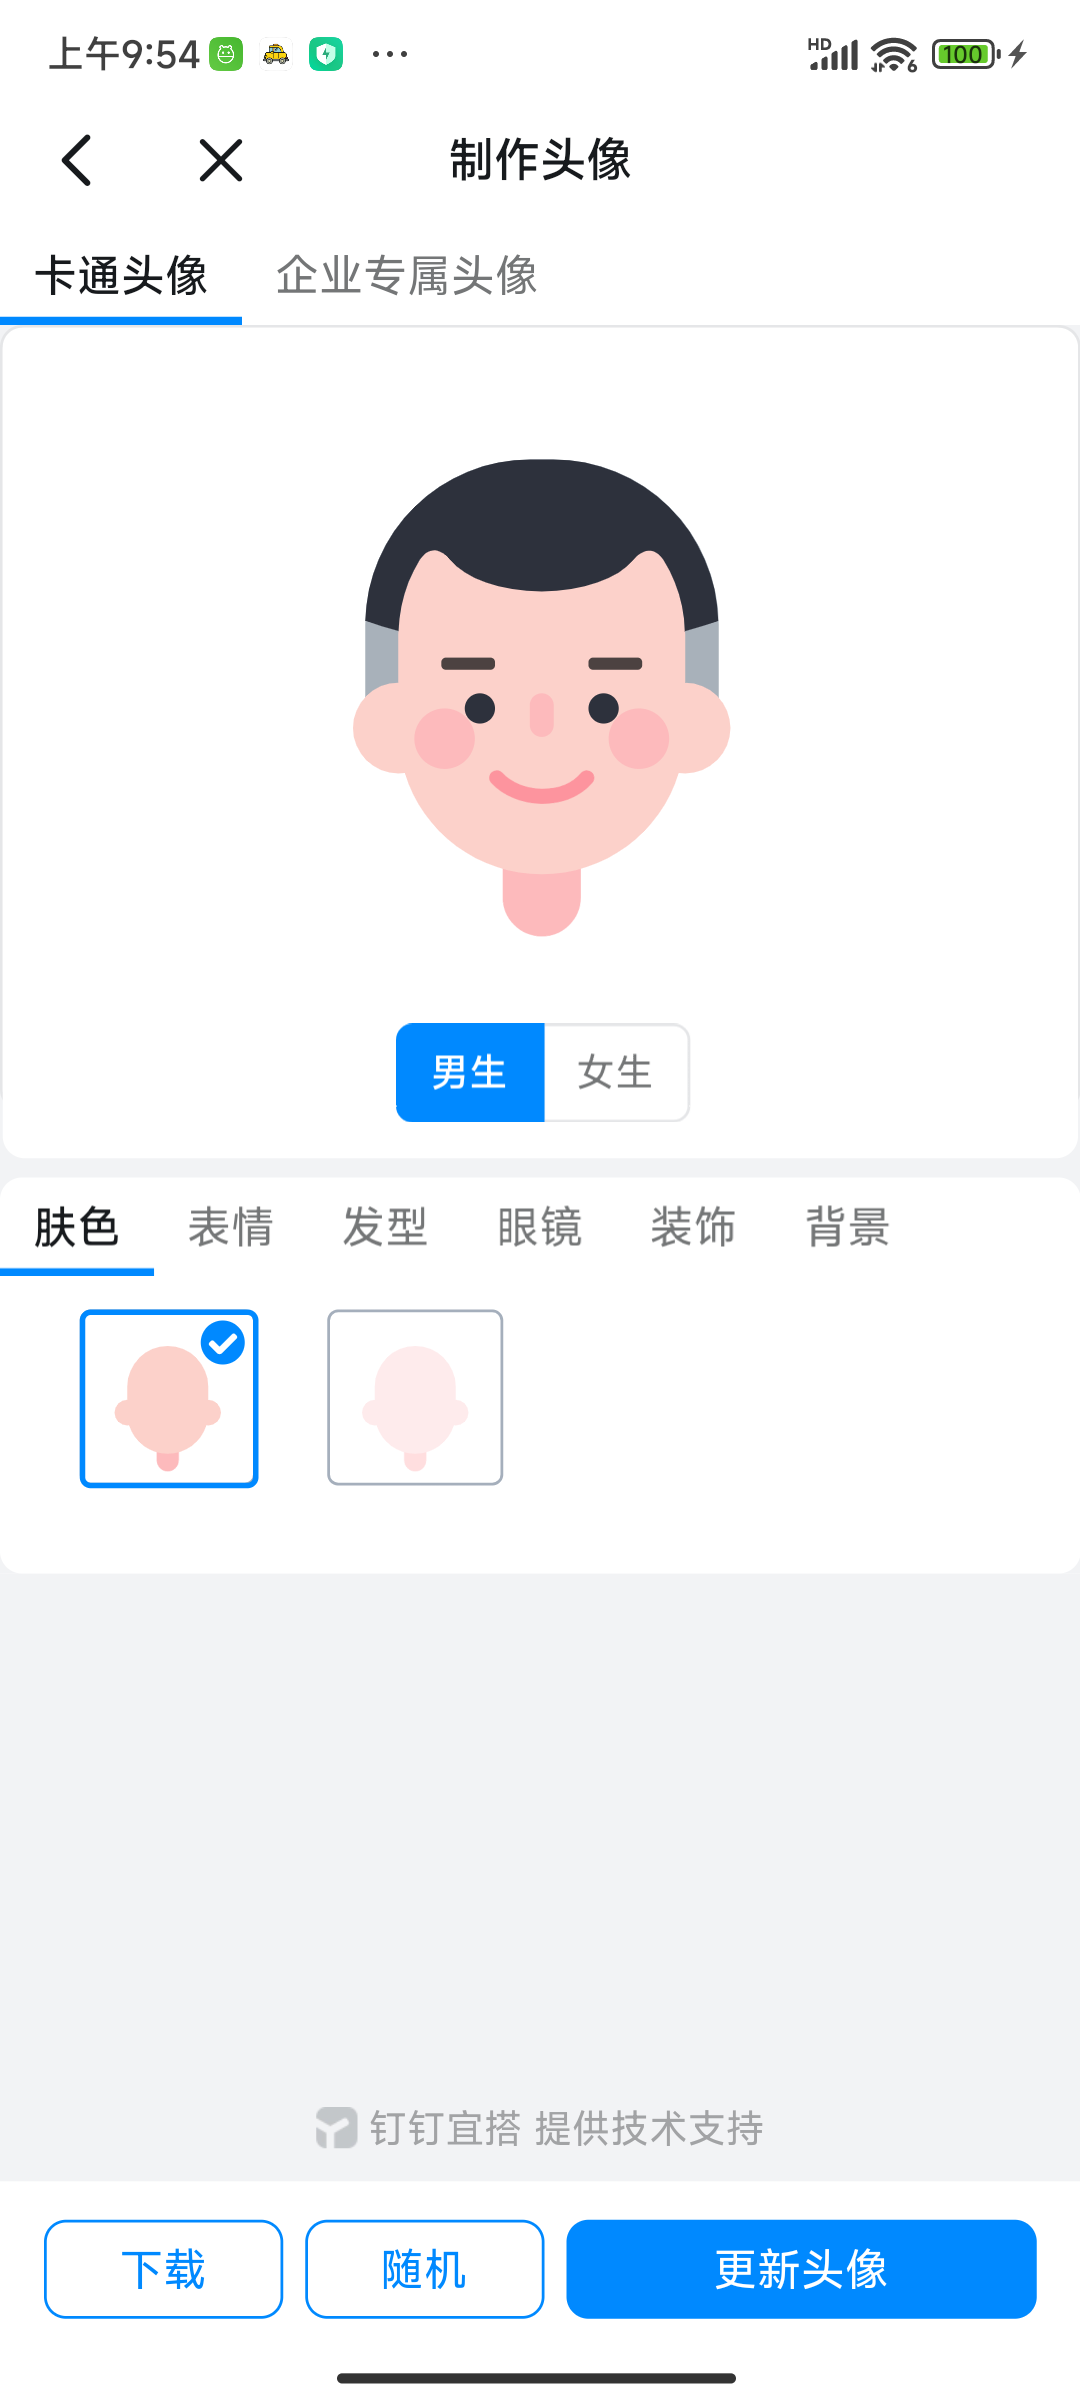 上午9:54 ··· HD 6 100
制作头像
卡通头像 企业专属头像
男生 女生
肤色 表情 发型 眼镜 装饰 背景
钉钉宜搭 提供技术支持
下载 随机 更新头像